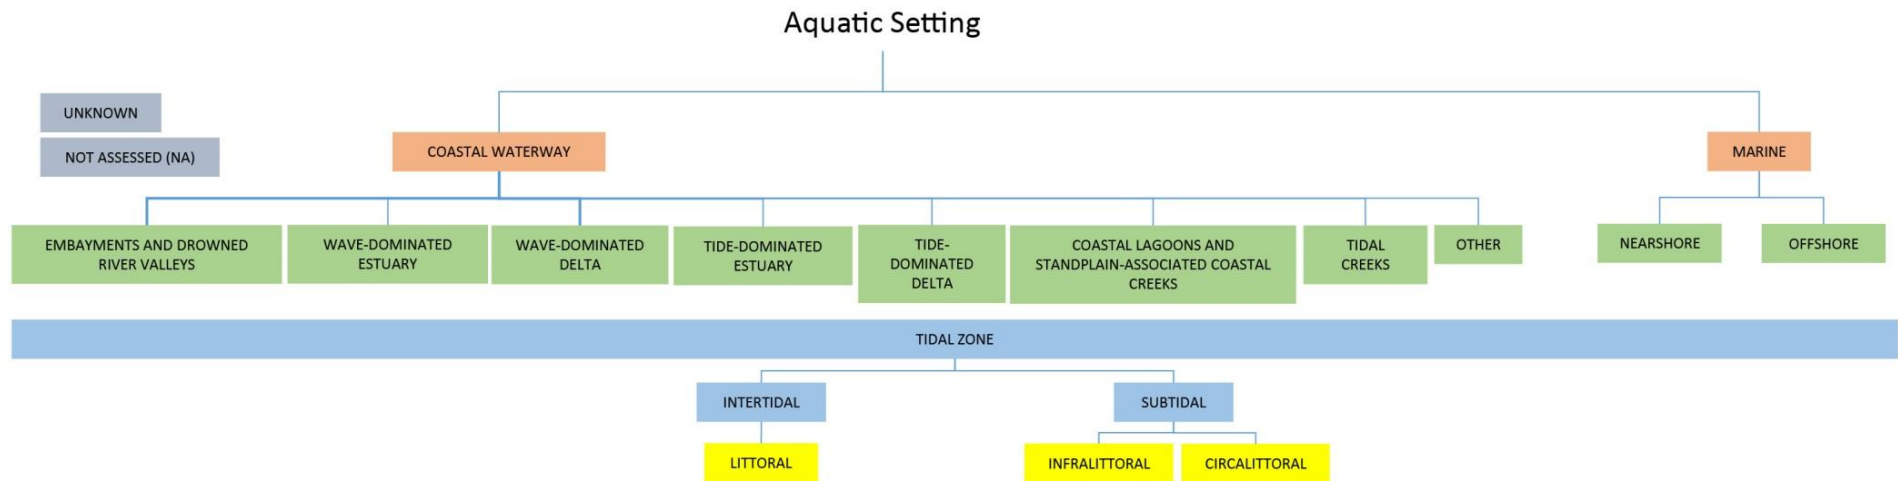 Aquatic Setting
UNKNOWN
NOT ASSESSED (NA)
COASTAL WATERWAY
MARINE
EMBAYMENTS AND DROWNED
RIVER VALLEYS
WAVE-DOMINATED
ESTUARY
WAVE-DOMINATED
DELTA
TIDE-DOMINATED
ESTUARY
TIDE-
DOMINATED
DELTA
COASTAL LAGOONS AND
STANDPLAIN-ASSOCIATED COASTAL
CREEKS
TIDAL
CREEKS
OTHER
NEARSHORE
OFFSHORE
TIDAL ZONE
INTERTIDAL
SUBTIDAL
LITTORAL
INFRALITTORAL
CIRCALITTORAL